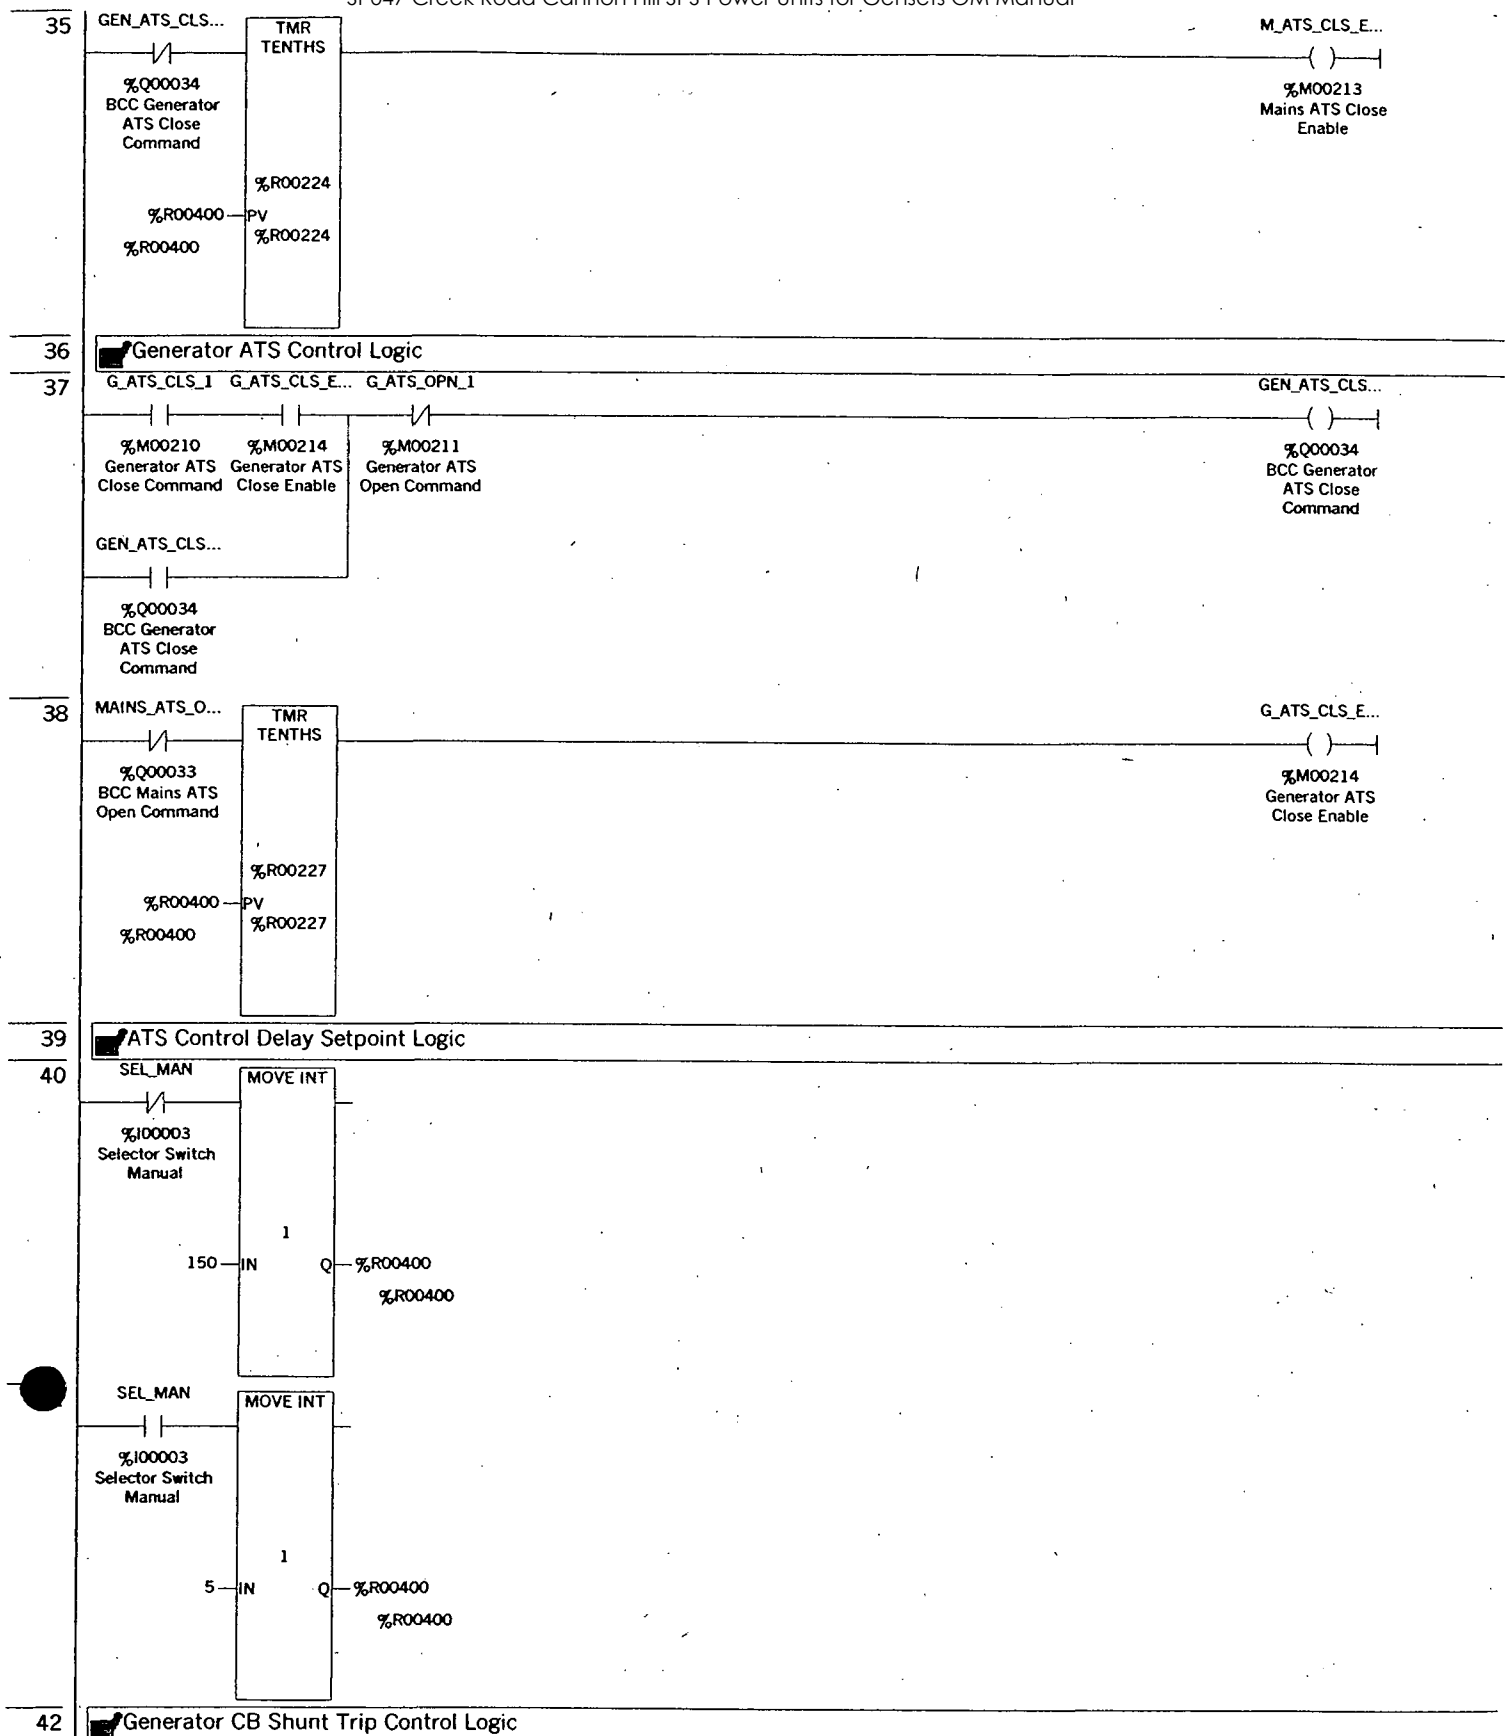 35
GEN_ATS_CLS...
TMR
TENTHS
M_ATS_CLS_E...
%Q00034
BCC Generator
ATS Close
Command
%M00213
Mains ATS Close
Enable
%R00224
%R00400
PV
%R00400
%R00224
36
Generator ATS Control Logic
37
G_ATS_CLS_1
G_ATS_CLS_E...
G_ATS_OPN_1
GEN_ATS_CLS...
%M00210
Generator ATS
Close Command
%M00214
Generator ATS
Close Enable
%M00211
Generator ATS
Open Command
%Q00034
BCC Generator
ATS Close
Command
GEN_ATS_CLS...
%Q00034
BCC Generator
ATS Close
Command
38
MAINS_ATS_O...
TMR
TENTHS
G_ATS_CLS_E...
%Q00033
BCC Mains ATS
Open Command
%M00214
Generator ATS
Close Enable
%R00227
%R00400
PV
%R00400
%R00227
39
ATS Control Delay Setpoint Logic
40
SEL_MAN
MOVE INT
%I00003
Selector Switch
Manual
1
150
IN
Q
%R00400
%R00400
SEL_MAN
MOVE INT
%I00003
Selector Switch
Manual
1
5
IN
Q
%R00400
%R00400
42
Generator CB Shunt Trip Control Logic